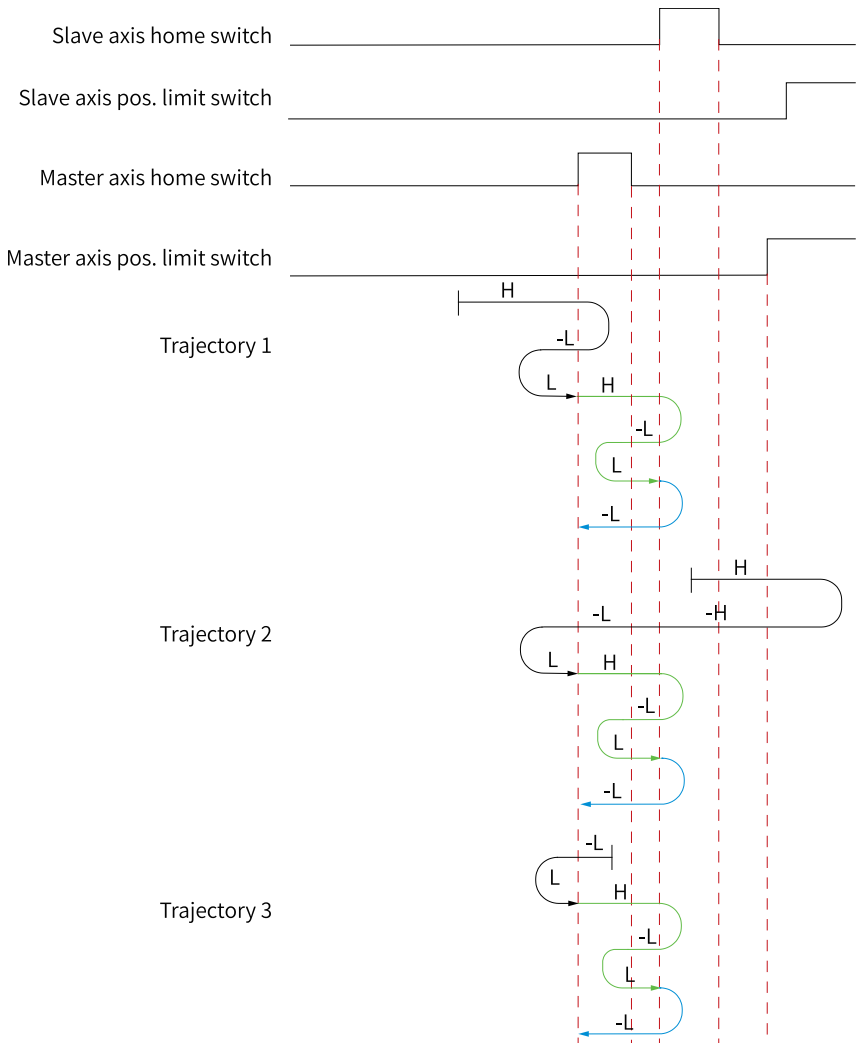 Slave axis home switch
Slave axis pos. limit switch
Master axis home switch
Master axis pos. limit switch
H
Trajectory 1
-L
L H
-L
L
-L
H
-L -H
Trajectory 2
L H
-L
L
-L
-L
L
H
Trajectory 3
-L
L
-L